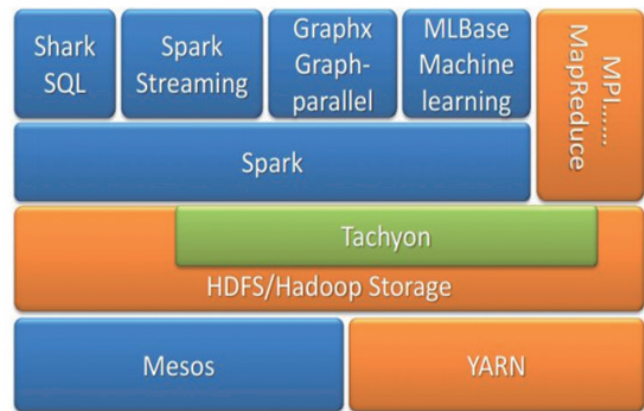 Shark
SQL
Spark
Streaming
Graphx
Graph-
parallel
MLBase
Machine
learning
MPI......
MapReduce
Spark
Tachyon
HDFS/Hadoop Storage
Mesos
YARN